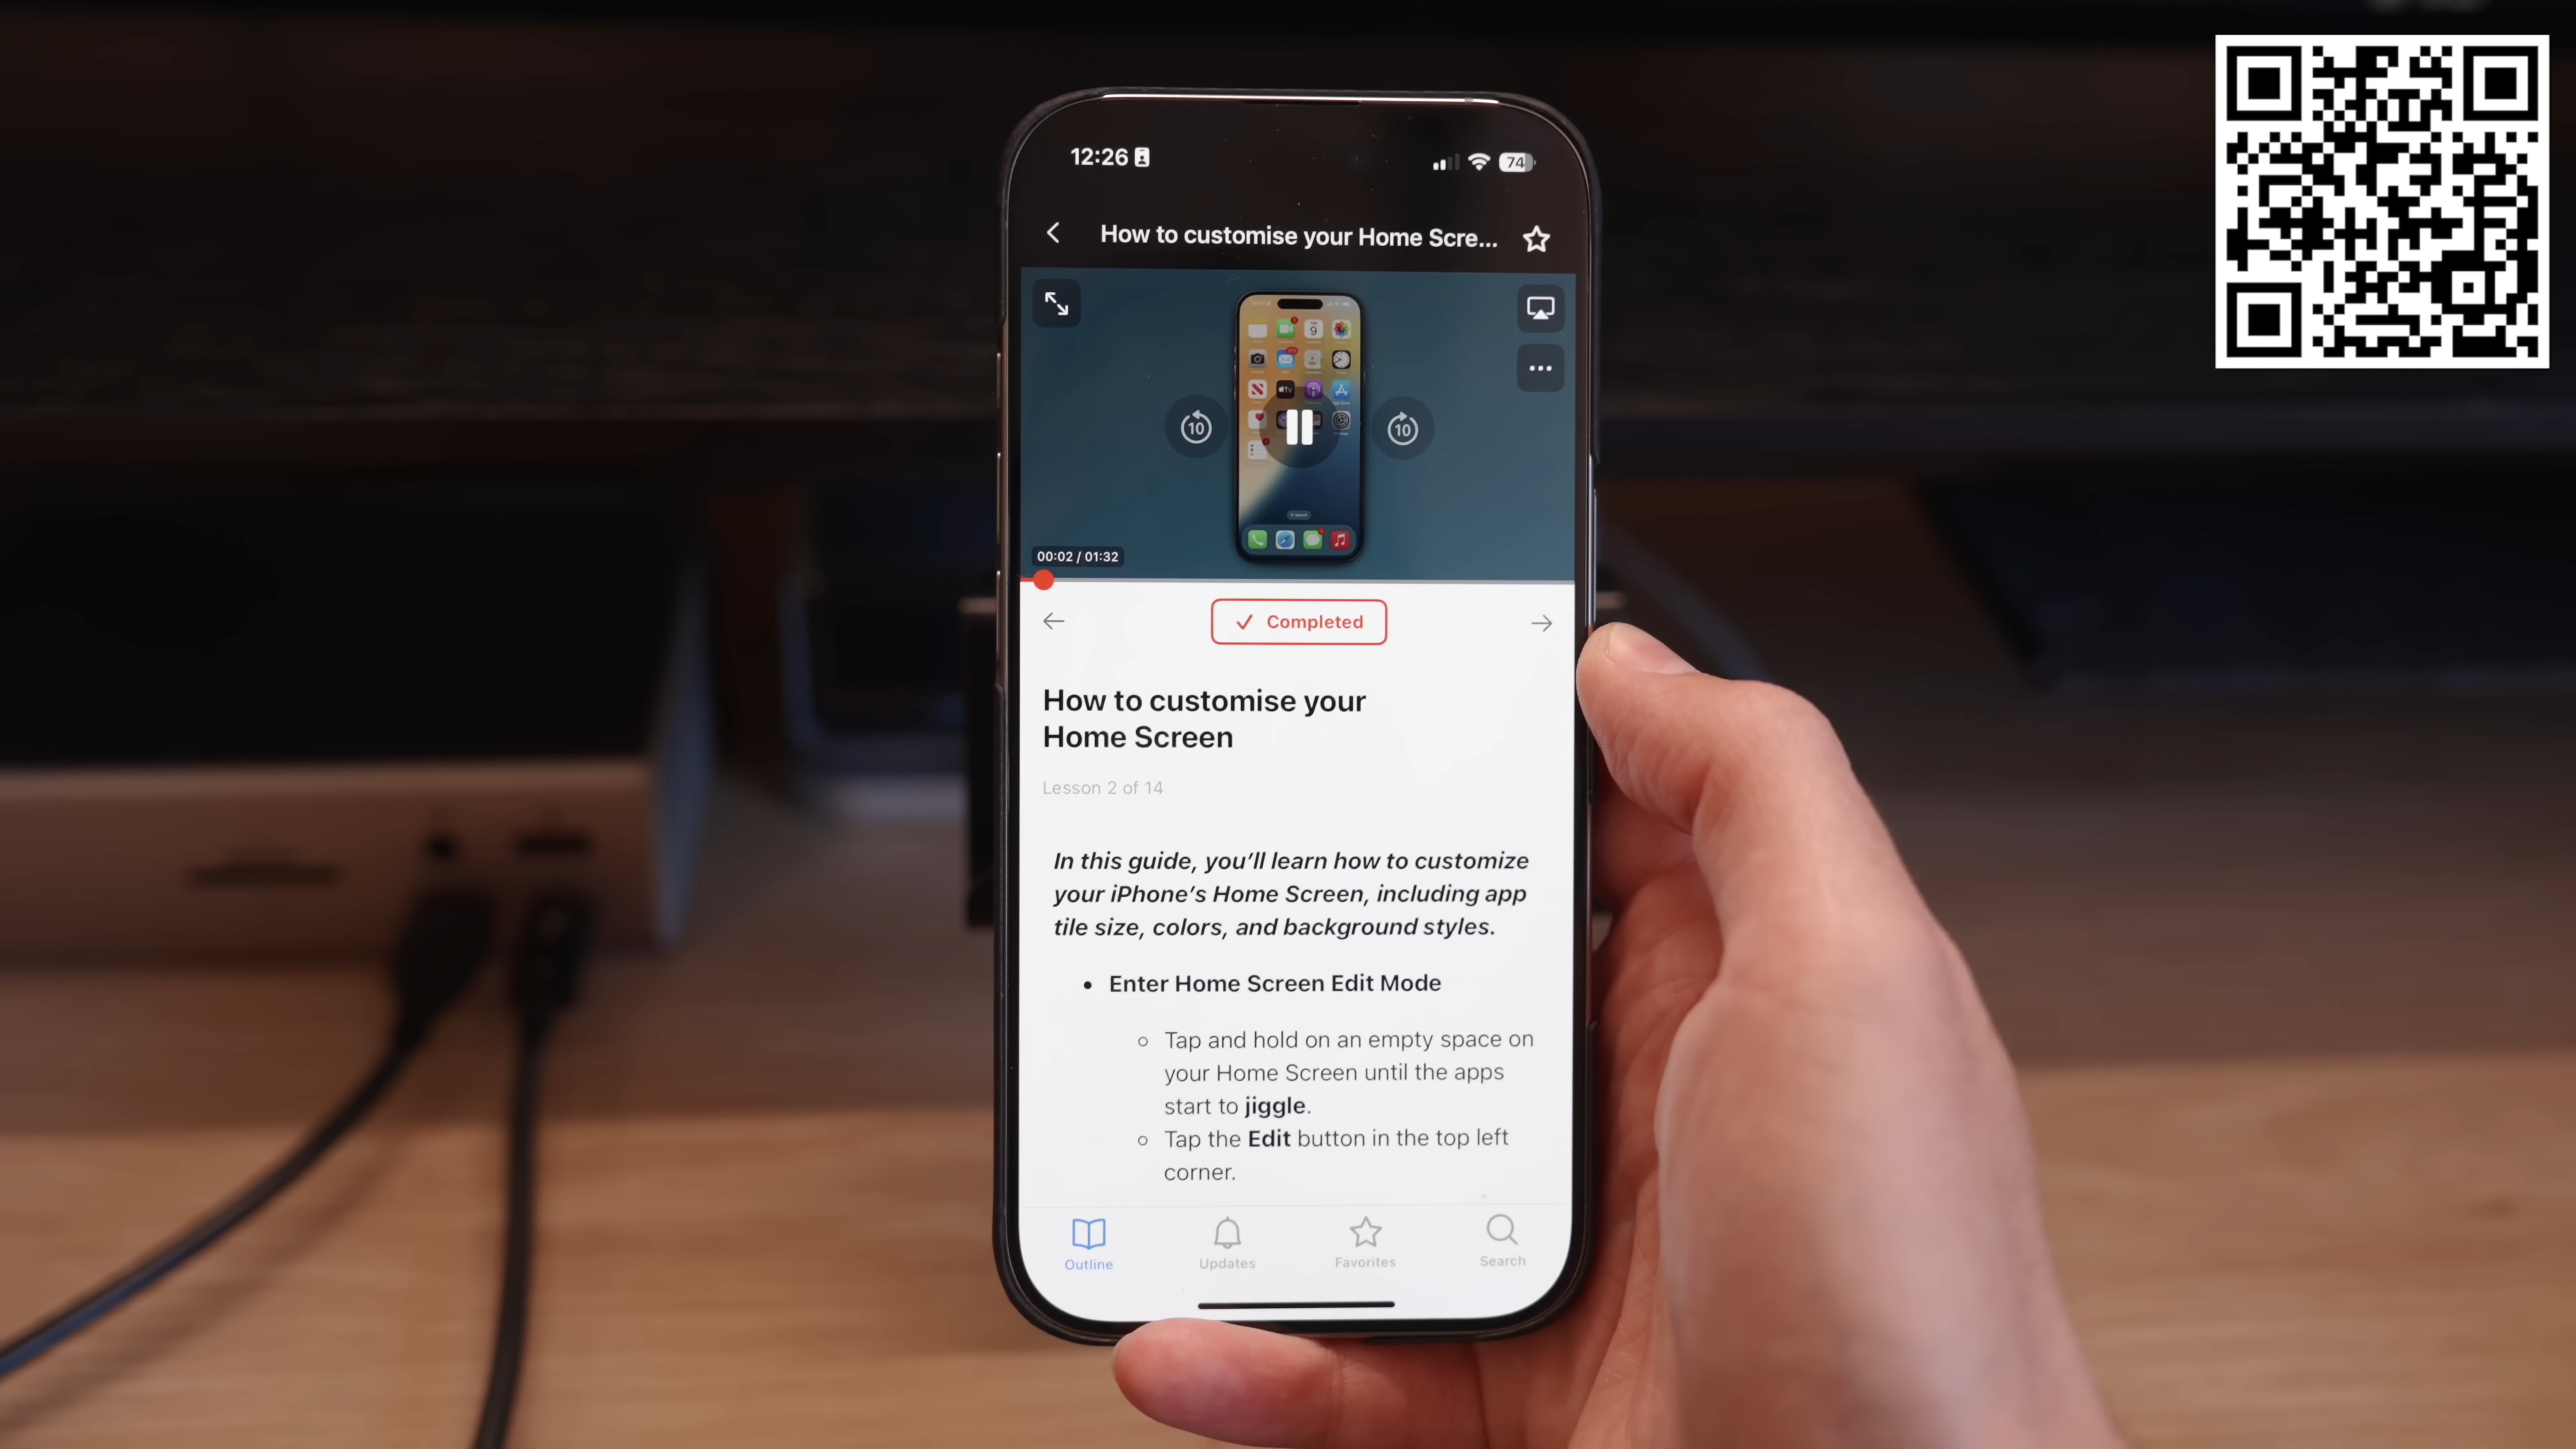 12:26
74
How to customise your Home Scre...
10
10
00:02 / 01:32
Completed
How to customise your
Home Screen
Lesson 2 of 14
In this guide, you'll learn how to customize
your iPhone's Home Screen, including app
tile size, colors, and background styles.
• Enter Home Screen Edit Mode
Tap and hold on an empty space on
your Home Screen until the apps
start to jiggle.
Tap the Edit button in the top left
corner.
Outline
Updates
Favorites
Search